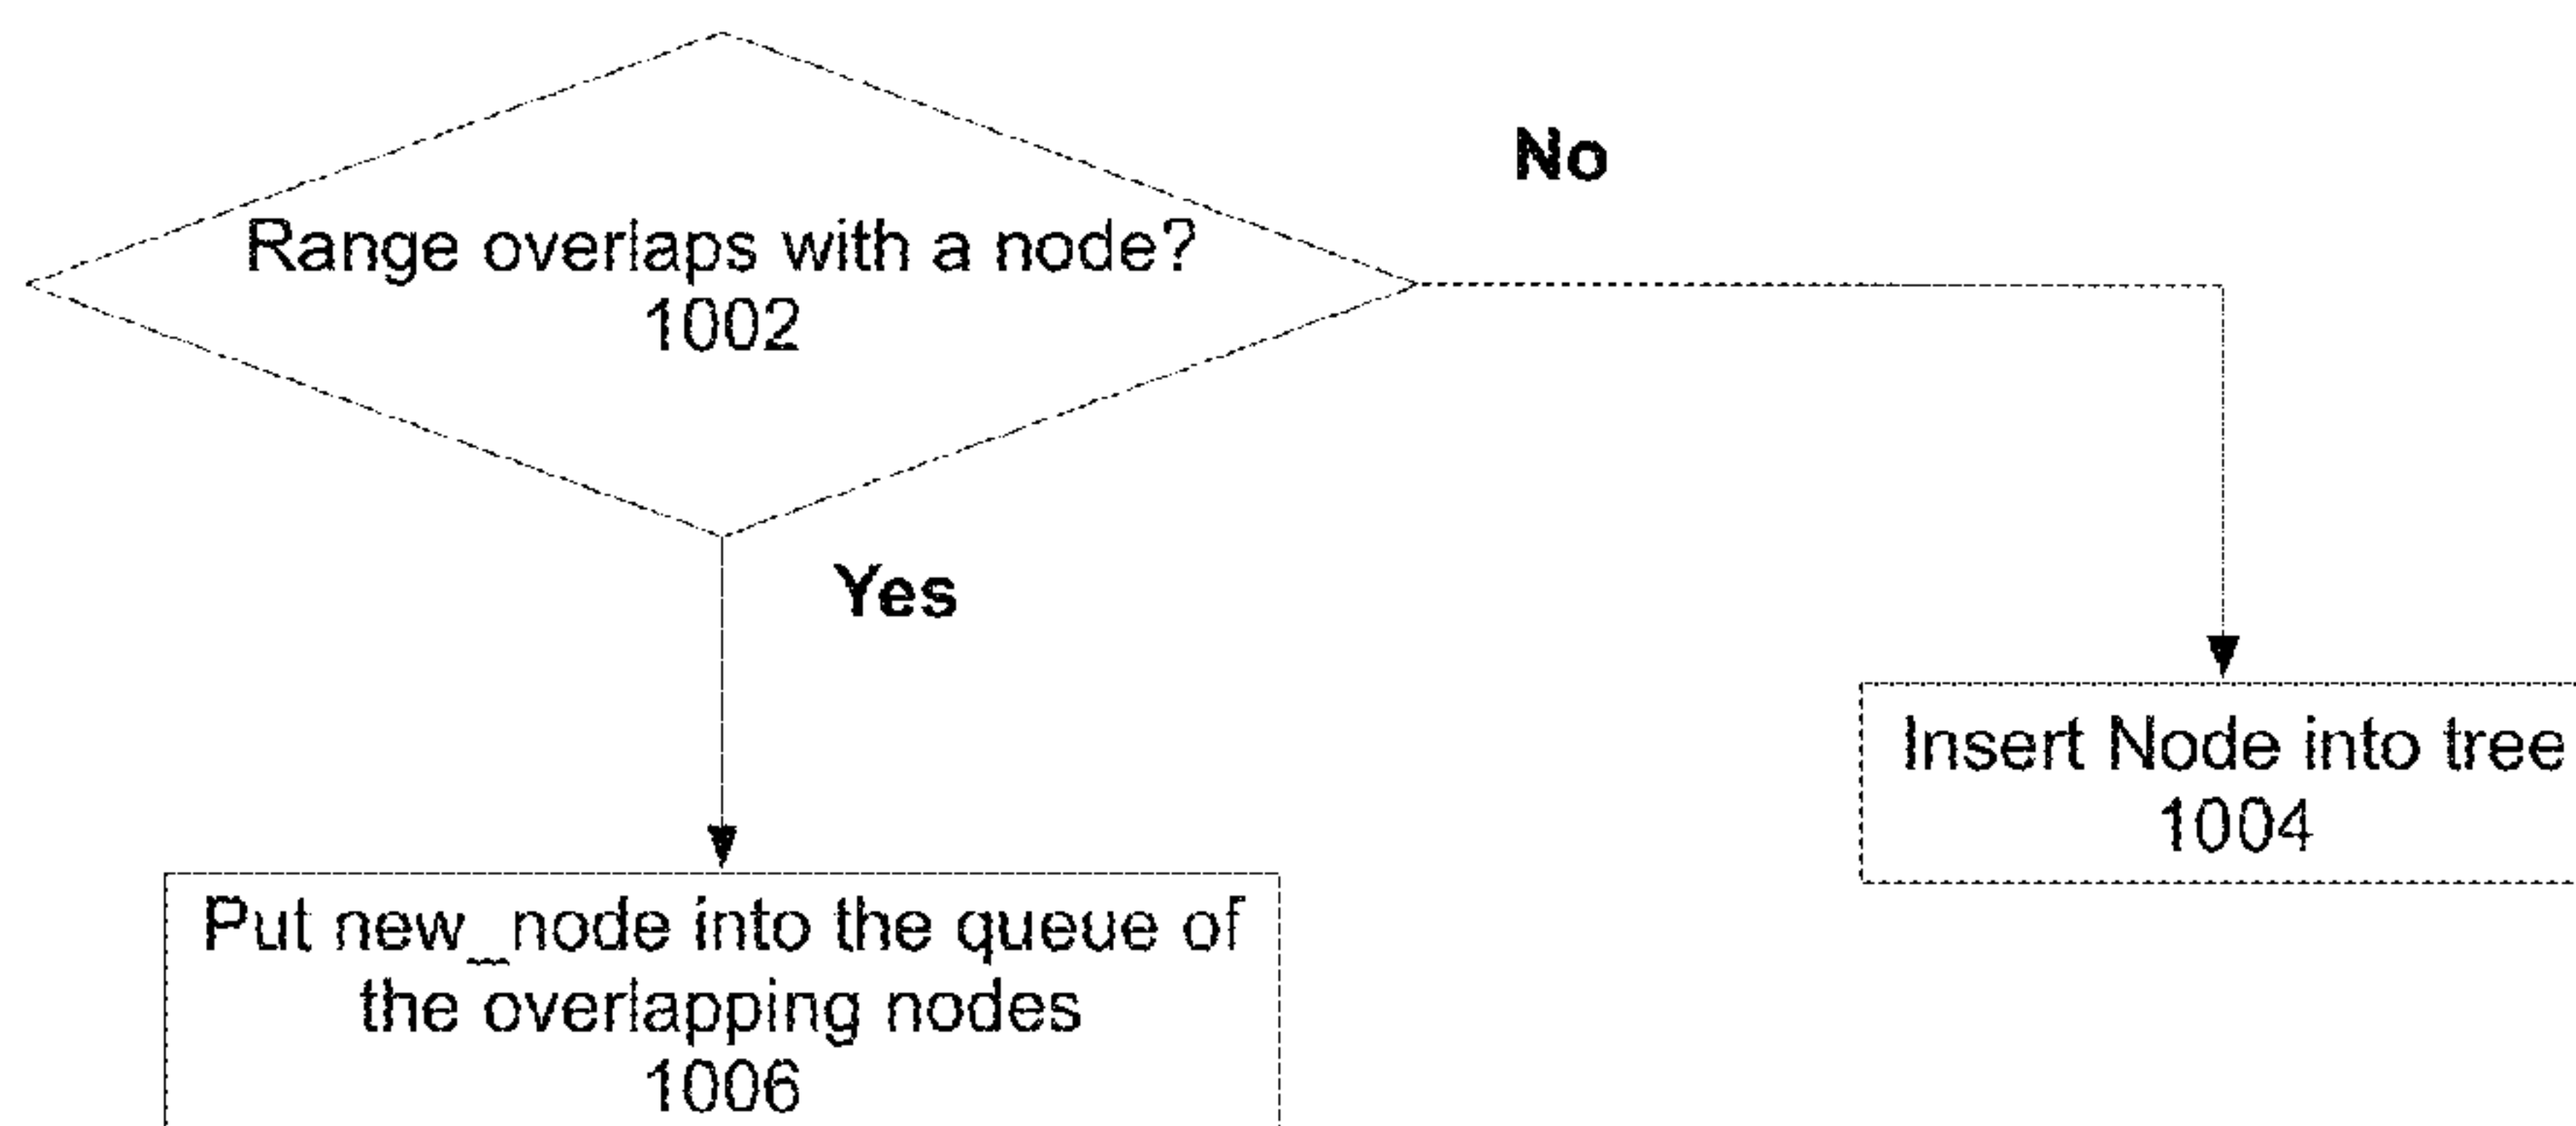 Range overlaps with a node?
1002
No
Yes
Insert Node into tree
1004
Put new_node into the queue of
the overlapping nodes
1006